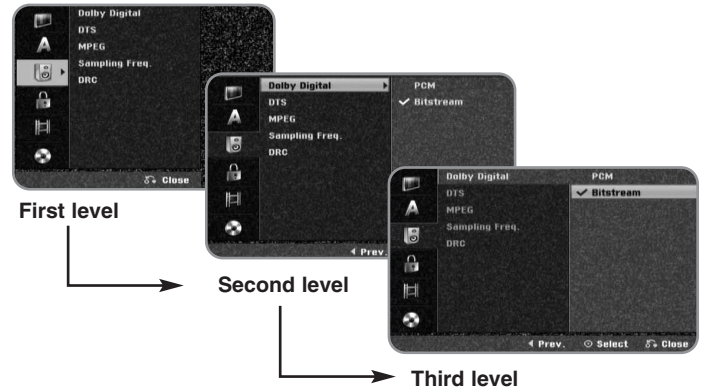 Dolby Digital
DTS
MPEG
Sampling Freq.
DRC
Close
First level
Dolby Digital PCM
DTS ✓ Bitstream
MPEG
Sampling Freq.
DRC
Prev.
Second level
Dolby Digital PCM
DTS ✓ Bitstream
MPEG
Sampling Freq.
DRC
Prev. Select Close
Third level